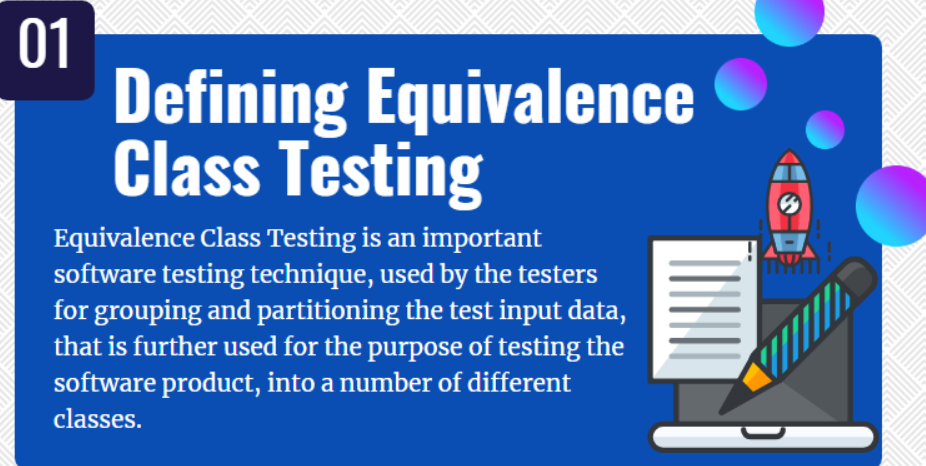 01
Defining Equivalence
Class Testing
Equivalence Class Testing is an important
software testing technique, used by the testers
for grouping and partitioning the test input data,
that is further used for the purpose of testing the
software product, into a number of different
classes.